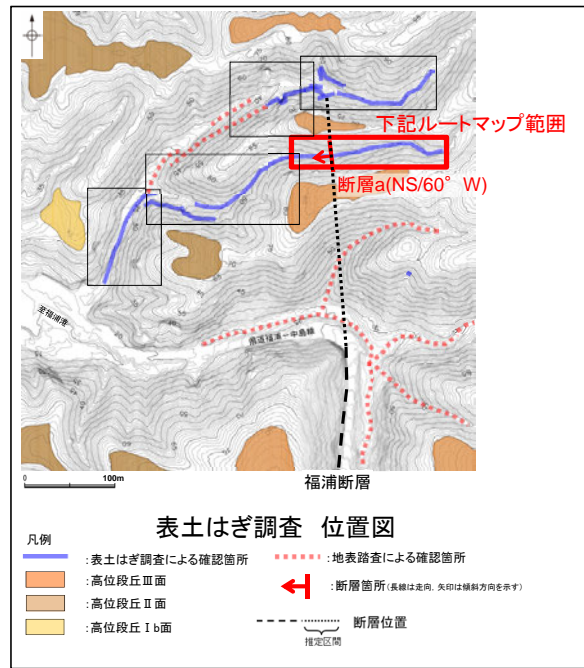 下記ルートマップ範囲
断層a(NS/60° W)
至福浦港
県道福浦ー中島線
0 100m
福浦断層
表土はぎ調査 位置図
凡例
:表土はぎ調査による確認箇所
:地表踏査による確認箇所
:高位段丘Ⅲ面
:断層箇所(長線は走向、矢印は傾斜方向を示す)
:高位段丘Ⅱ面
:高位段丘Ⅰb面
断層位置
推定区間